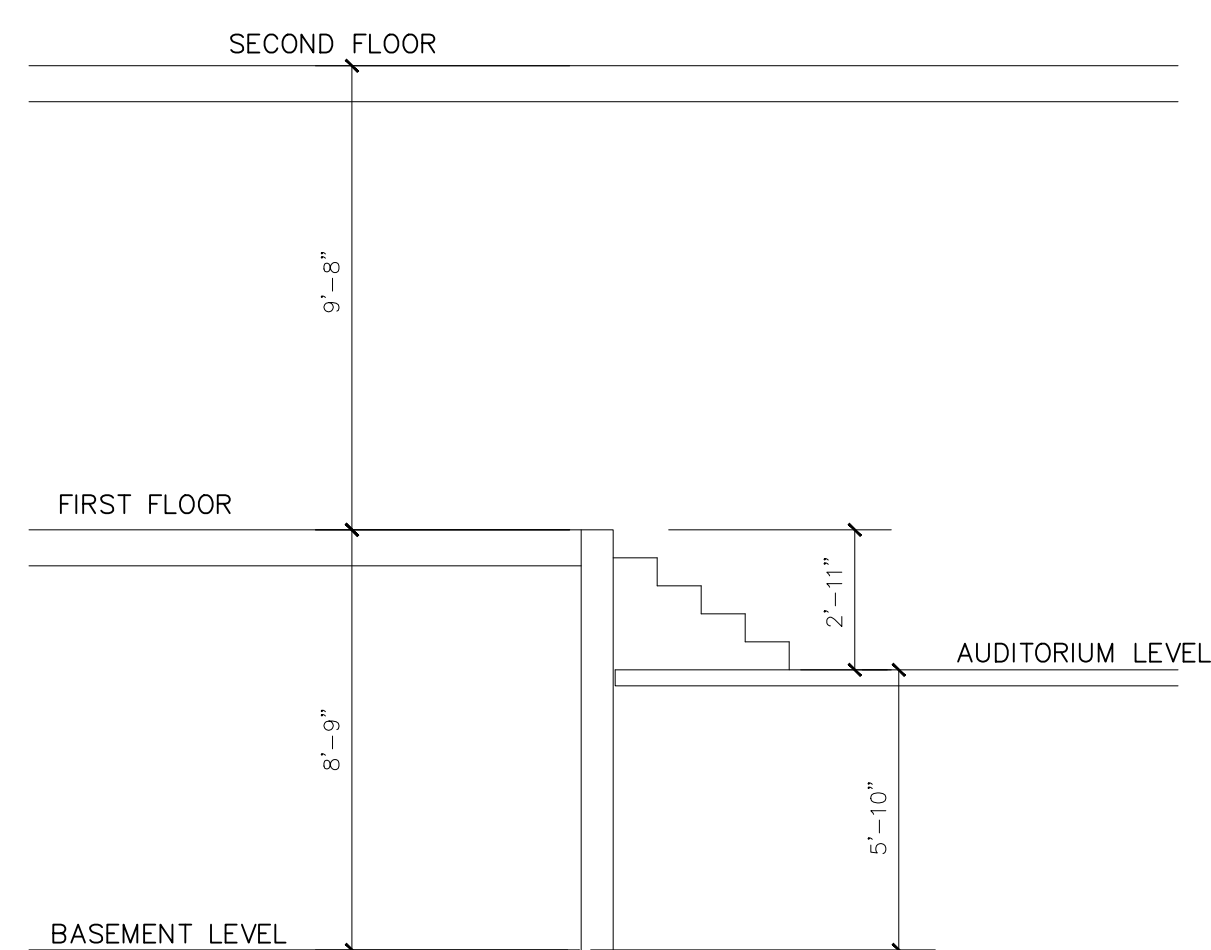 SECOND FLOOR
9'-8"
FIRST FLOOR
2'-11"
AUDITORIUM LEVEL
8'-9"
5'-10"
BASEMENT LEVEL